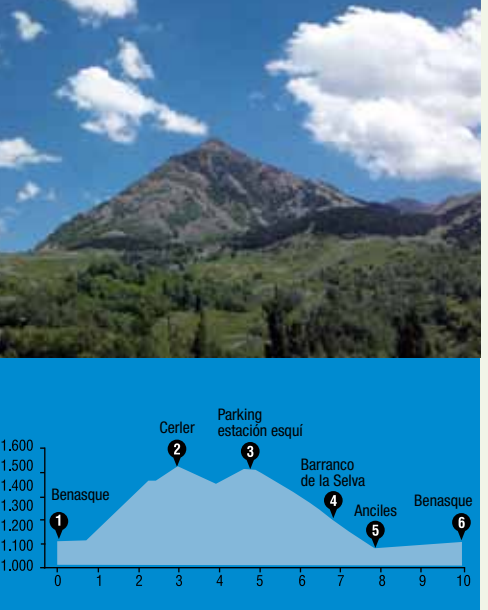 Parking
estación esquí
Cerler
2
3
Barranco
de la Selva
1.600
1.500
1.400
1.300
1.200
1.100
1.000
Benasque
1
4
Anciles
5
Benasque
6
0 1 2 3 4 5 6 7 8 9 10